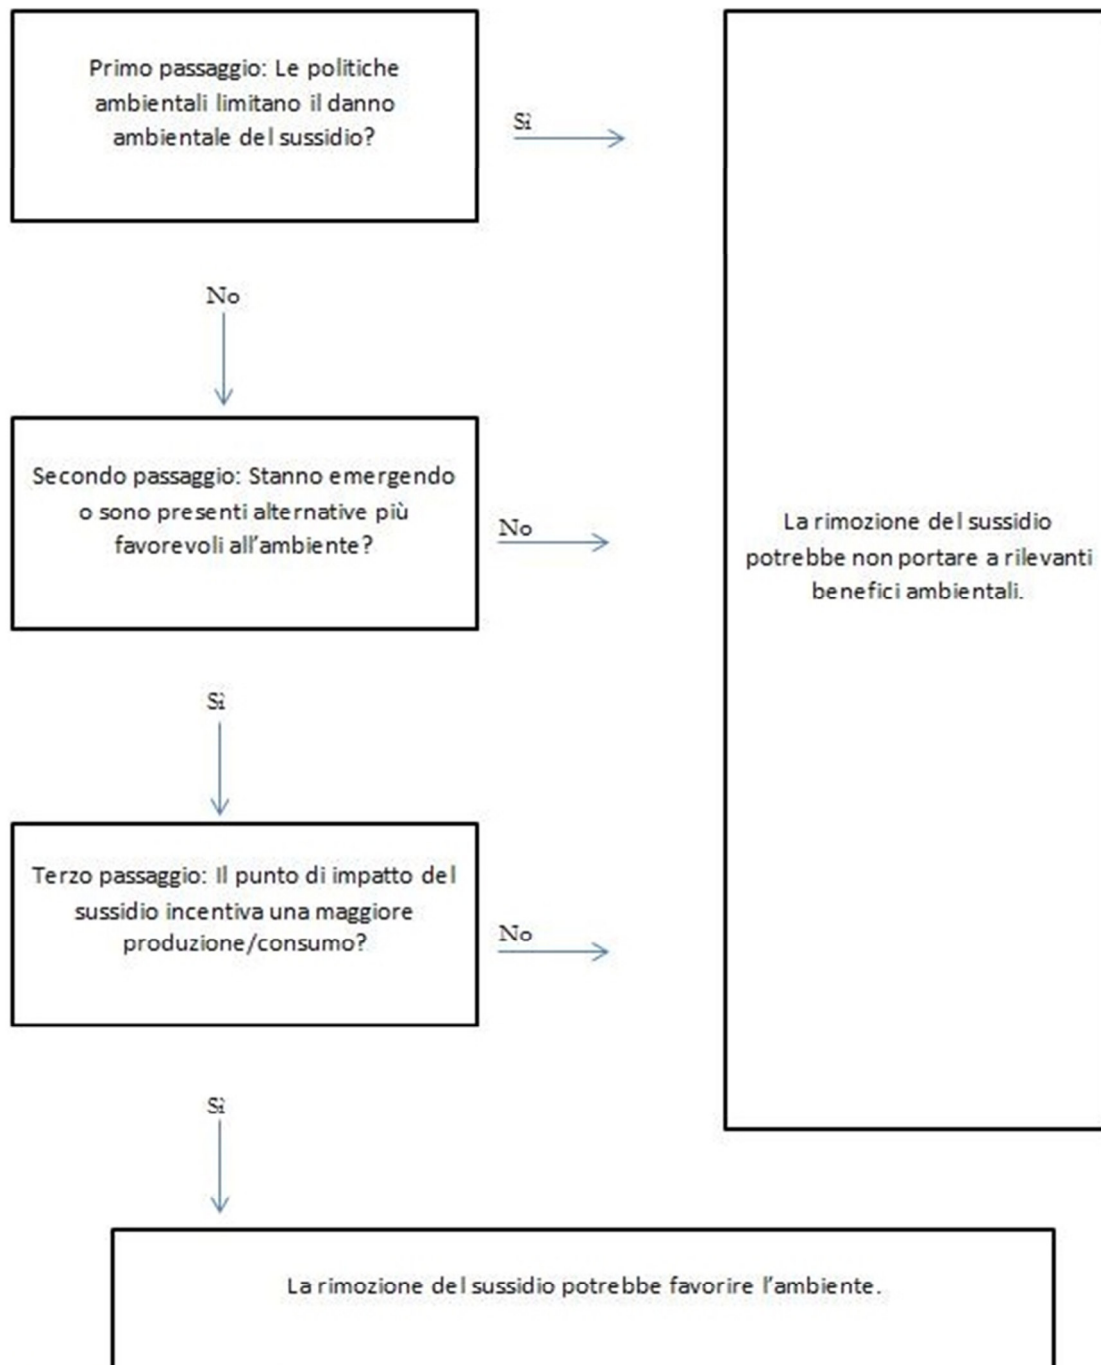 Primo passaggio: Le politiche
ambientali limitano il danno
ambientale del sussidio?
Sì
No
Secondo passaggio: Stanno emergendo
o sono presenti alternative più
favorevoli all'ambiente?
No
La rimozione del sussidio
potrebbe non portare a rilevanti
benefici ambientali.
Sì
Terzo passaggio: Il punto di impatto del
sussidio incentiva una maggiore
produzione/consumo?
No
Sì
La rimozione del sussidio potrebbe favorire l'ambiente.